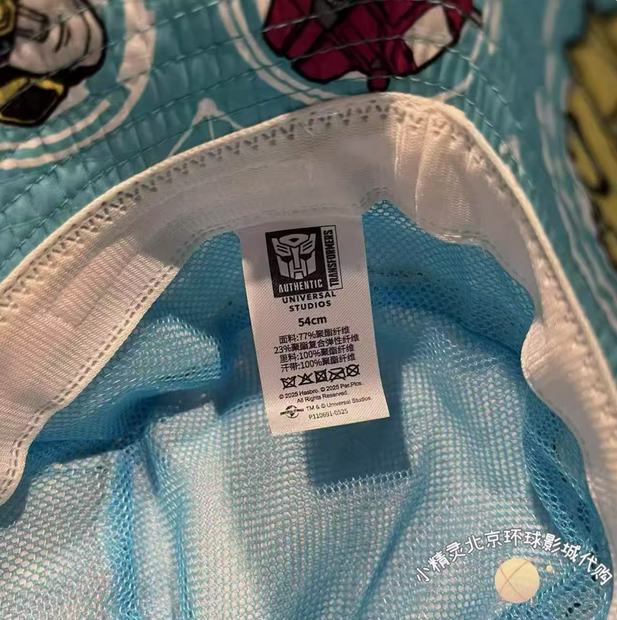 AUTHENTIC
TRANSFORMERS
UNIVERSAL
STUDIOS
54cm
面料:77%聚酯纤维
23%聚酯复合弹性纤维
里料:100%聚酯纤维
汗带:100%聚酯纤维
© 2025 Hasbro. © 2025 Par.Pics.
All Rights Reserved.
TM & © Universal Studios.
P110691-0525
小精灵北京环球影城代购